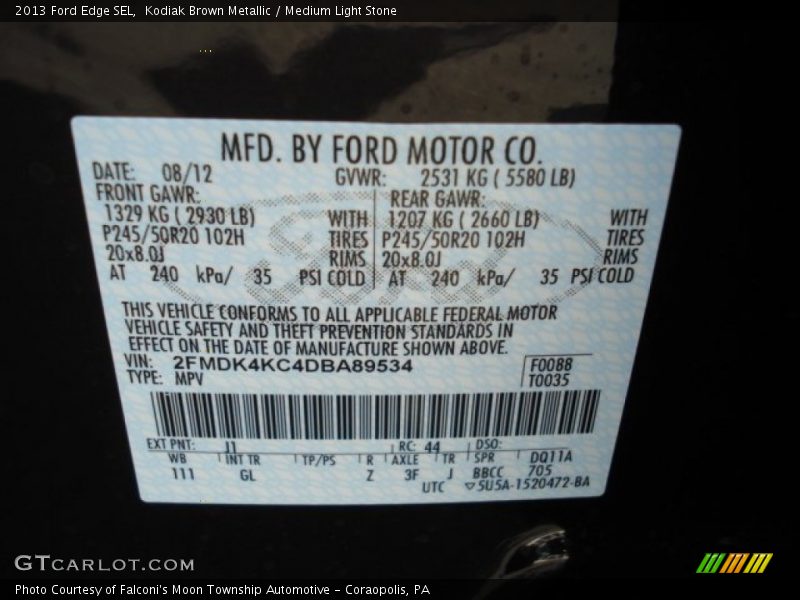 2013 Ford Edge SEL, Kodiak Brown Metallic / Medium Light Stone
MFD. BY FORD MOTOR CO.
DATE: 08/12 GVWR: 2531 KG ( 5580 LB)
FRONT GAWR: REAR GAWR:
1329 KG ( 2930 LB) WITH 1207 KG ( 2660 LB) WITH
P245/50R20 102H TIRES P245/50R20 102H TIRES
20x8.0J RIMS 20x8.0J RIMS
AT 240 kPa/ 35 PSI COLD AT 240 kPa/ 35 PSI COLD
THIS VEHICLE CONFORMS TO ALL APPLICABLE FEDERAL MOTOR
VEHICLE SAFETY AND THEFT PREVENTION STANDARDS IN
EFFECT ON THE DATE OF MANUFACTURE SHOWN ABOVE.
VIN: 2FMDK4KC4DBA89534 F0088
TYPE: MPV T0035
EXT PNT: J1 RC: 44 DSO:
WB INT TR TP/PS R AXLE TR SPR DQ11A
111 GL Z 3F J BBCC 705
UTC ▽5U5A-1520472-BA
Ford
GTCARLOT.COM
Photo Courtesy of Falconi's Moon Township Automotive - Coraopolis, PA